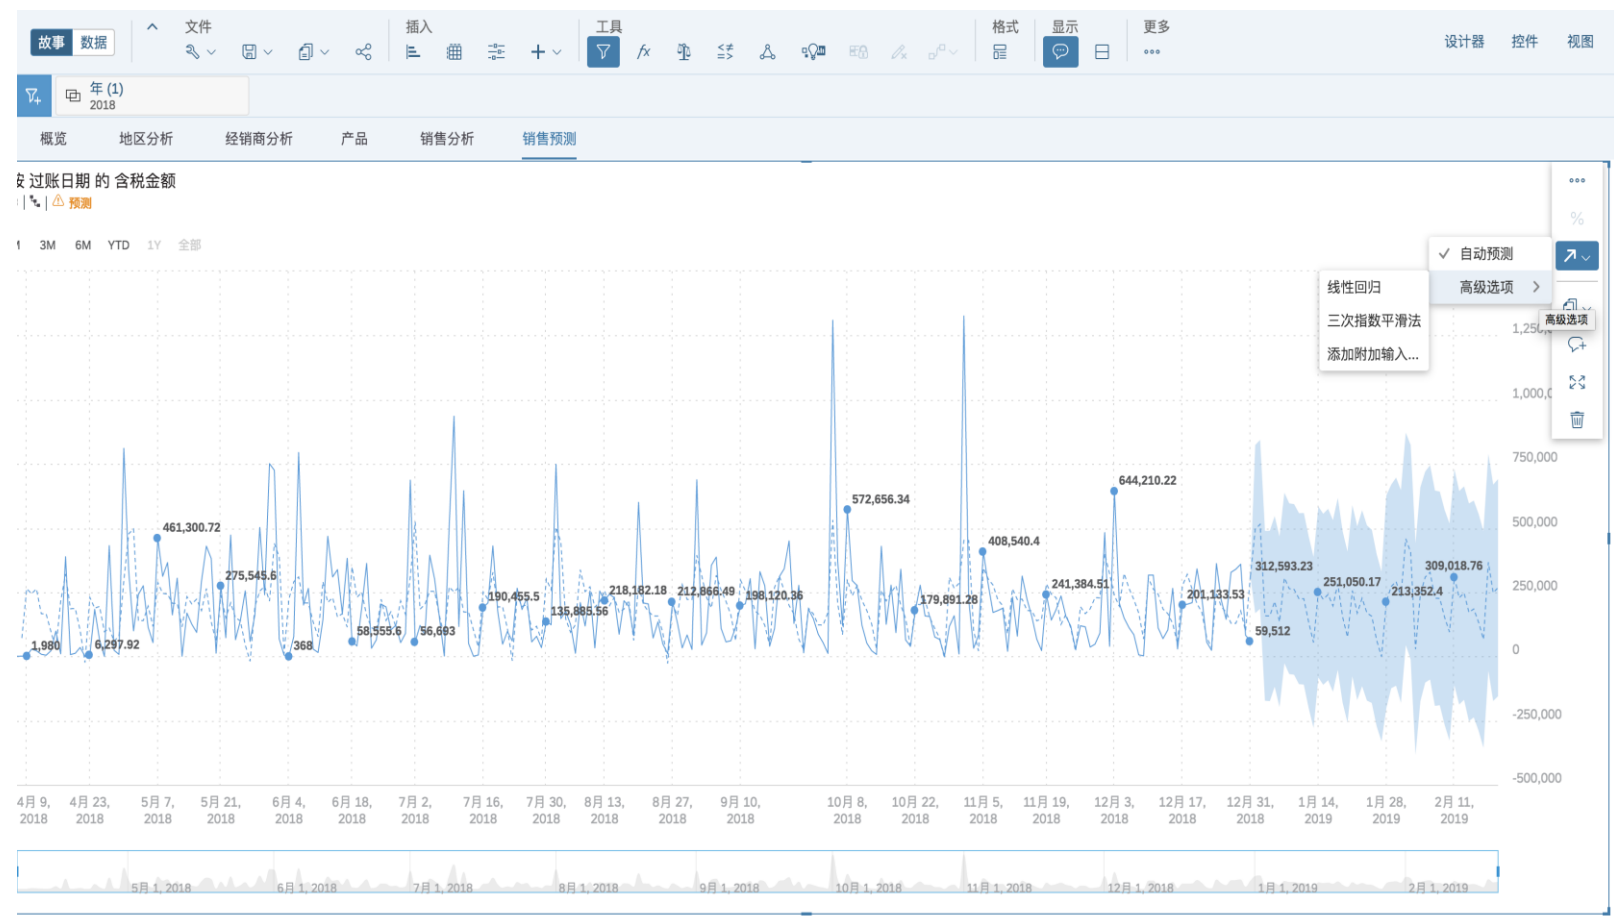 故事 数据
文件
插入
工具
格式
显示
更多
fx
设计器 控件 视图
年 (1)
2018
概览 地区分析 经销商分析 产品 销售分析 销售预测
按 过账日期 的 含税金额
预测
3M 6M YTD 1Y 全部
%
自动预测
高级选项
高级选项
线性回归
三次指数平滑法
添加附加输入...
1,000,0
750,000
500,000
250,000
0
-250,000
-500,000
1,980
6,297.92
461,300.72
275,545.6
368
58,555.6
56,693
190,455.5
135,885.56
218,182.18
212,866.49
198,120.36
572,656.34
179,891.28
408,540.4
241,384.51
644,210.22
201,133.53
59,512
312,593.23
251,050.17
213,352.4
309,018.76
4月 9, 4月 23, 5月 7, 5月 21, 6月 4, 6月 18, 7月 2, 7月 16, 7月 30, 8月 13, 8月 27, 9月 10, 10月 8, 10月 22, 11月 5, 11月 19, 12月 3, 12月 17, 12月 31, 1月 14, 1月 28, 2月 11,
2018 2018 2018 2018 2018 2018 2018 2018 2018 2018 2018 2018 2018 2018 2018 2018 2018 2018 2018 2019 2019 2019
5月 1, 2018 6月 1, 2018 7月 1, 2018 8月 1, 2018 9月 1, 2018 10月 1, 2018 11月 1, 2018 12月 1, 2018 1月 1, 2019 2月 1, 2019